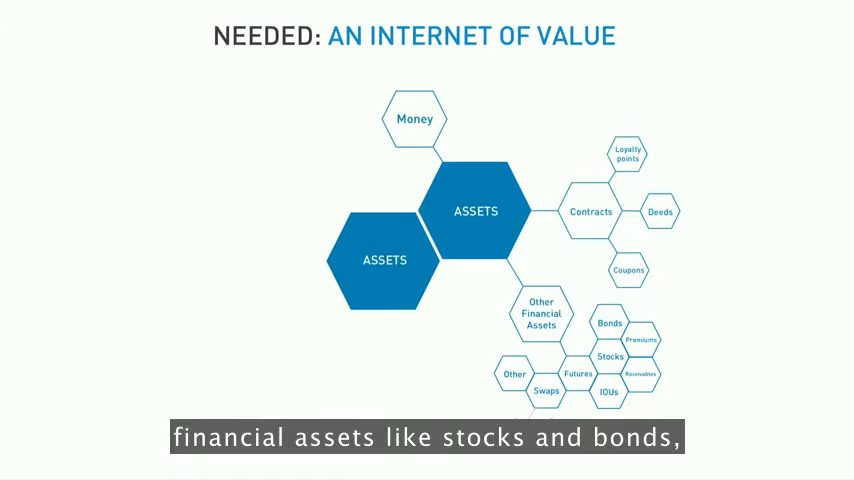 NEEDED: AN INTERNET OF VALUE
Money
Loyalty
points
ASSETS
Contracts
Deeds
ASSETS
Coupons
Other
Financial
Assets
Bonds
Premiums
Stocks
Other
Futures
Receivables
Swaps
IOUs
financial assets like stocks and bonds,